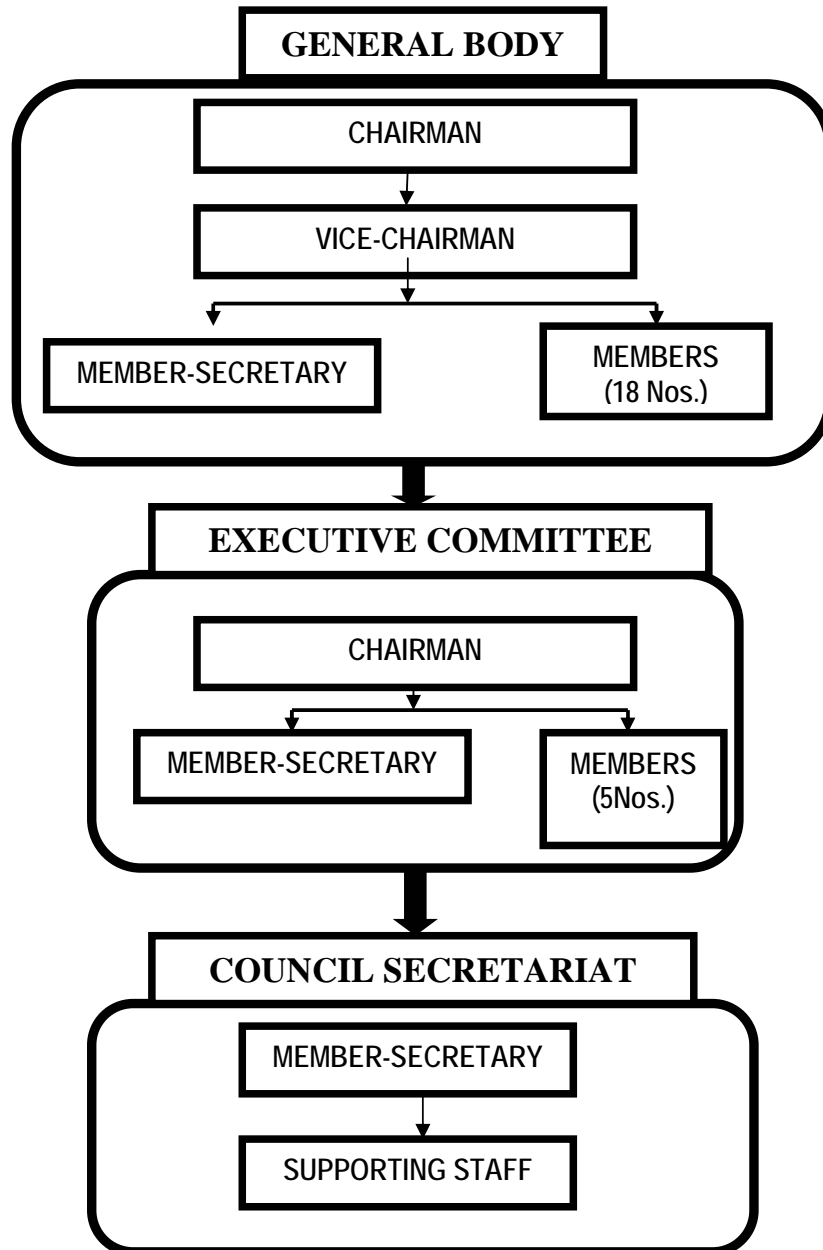 GENERAL BODY
CHAIRMAN
VICE-CHAIRMAN
MEMBER-SECRETARY
MEMBERS
(18 Nos.)
EXECUTIVE COMMITTEE
CHAIRMAN
MEMBER-SECRETARY
MEMBERS
(5Nos.)
COUNCIL SECRETARIAT
MEMBER-SECRETARY
SUPPORTING STAFF